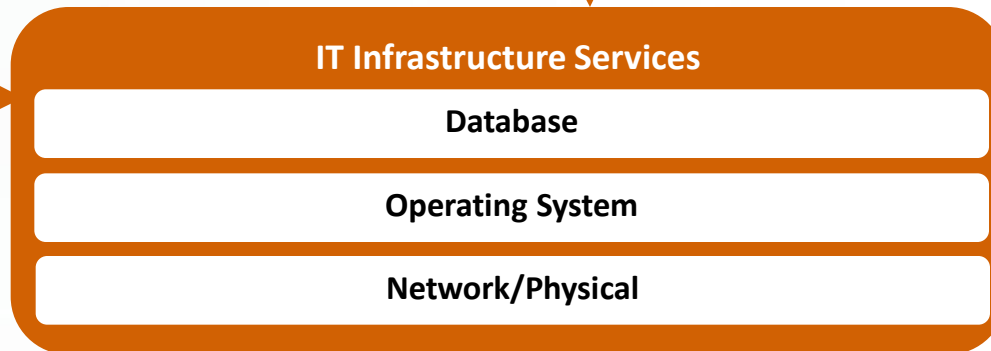 IT Infrastructure Services
Database
Operating System
Network/Physical